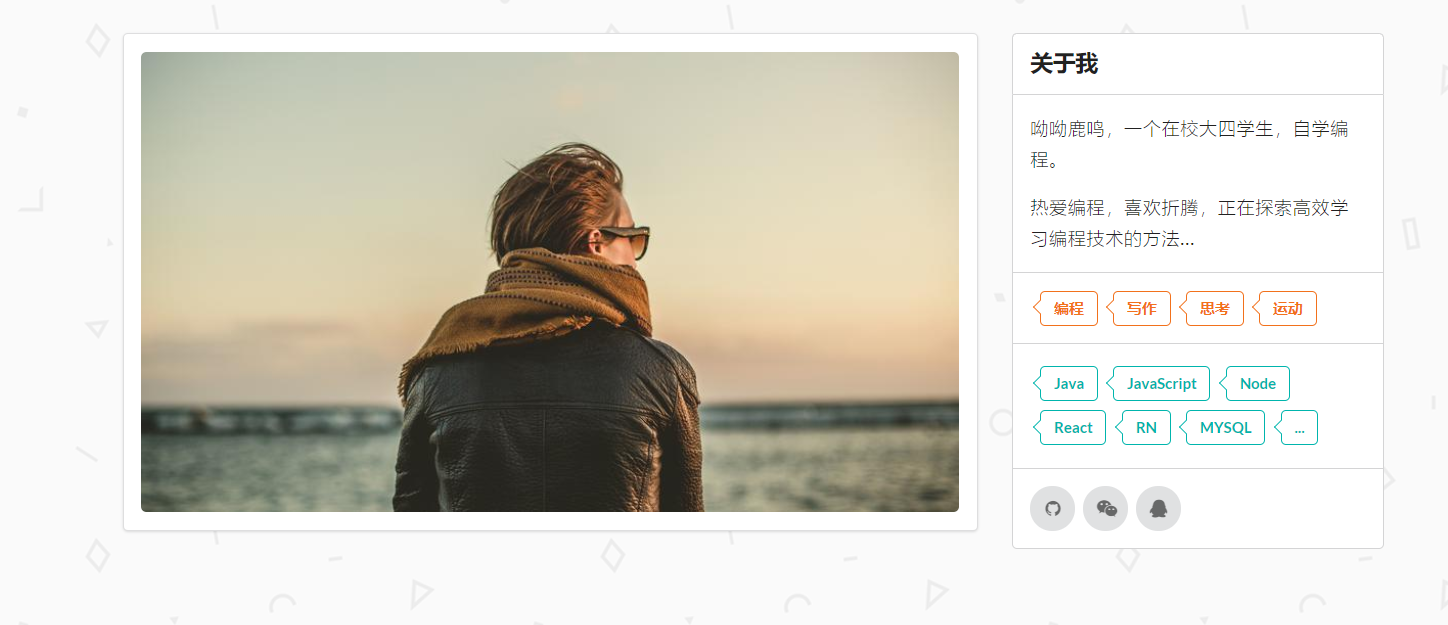 关于我
呦呦鹿鸣，一个在校大四学生，自学编
程。
热爱编程，喜欢折腾，正在探索高效学
习编程技术的方法...
编程 写作 思考 运动
Java JavaScript Node
React RN MYSQL ...